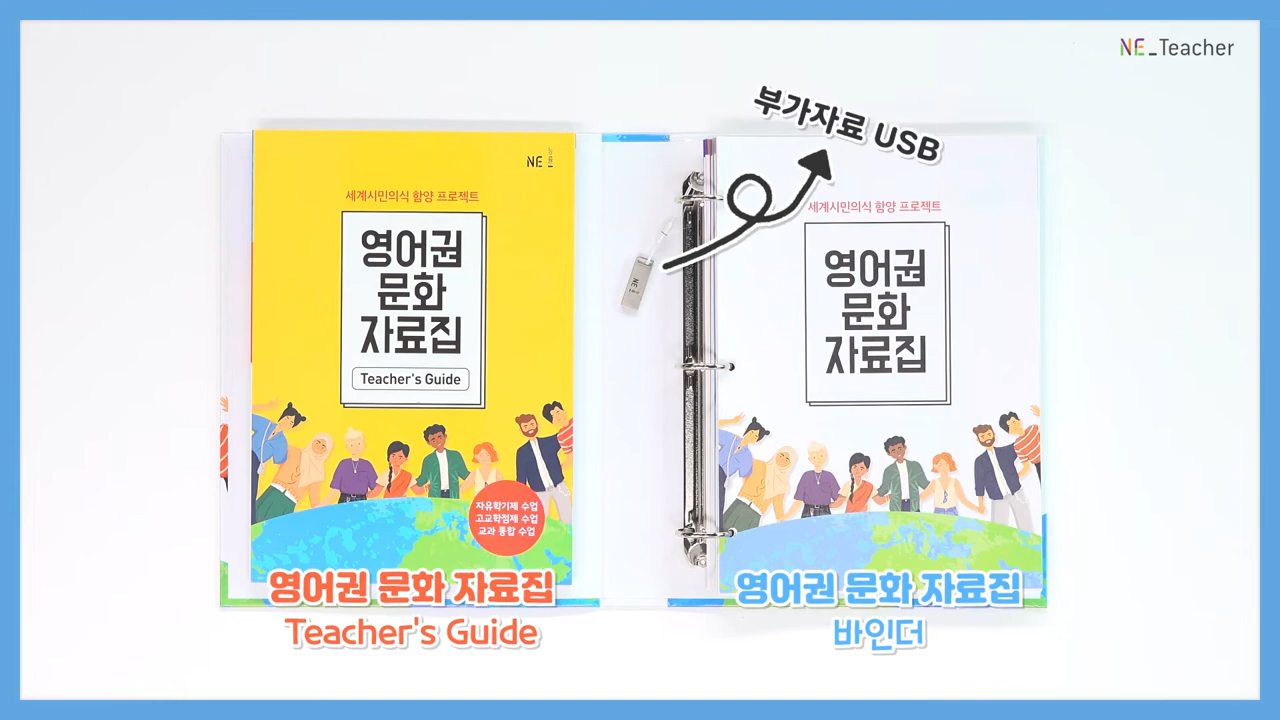 NE_Teacher
부가자료 USB
NE
세계시민의식 함양 프로젝트
영어권
문화
자료집
Teacher's Guide
자유학기제 수업
고교학점제 수업
교과 통합 수업
영어권 문화 자료집
Teacher's Guide
NE
세계시민의식 함양 프로젝트
영어권
문화
자료집
영어권 문화 자료집
바인더